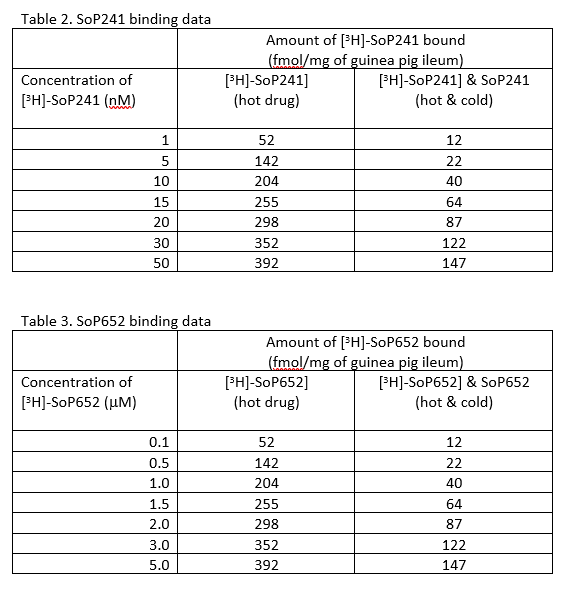 Table 2. SoP241 binding data
Amount of [³H]-SoP241 bound
(fmol/mg of guinea pig ileum)
Concentration of [³H]-SoP241] [³H]-SoP241] & SoP241
[³H]-SoP241 (nM) (hot drug) (hot & cold)
1 52 12
5 142 22
10 204 40
15 255 64
20 298 87
30 352 122
50 392 147
Table 3. SoP652 binding data
Amount of [³H]-SoP652 bound
(fmol/mg of guinea pig ileum)
Concentration of [³H]-SoP652] [³H]-SoP652] & SoP652
[³H]-SoP652 (µM) (hot drug) (hot & cold)
0.1 52 12
0.5 142 22
1.0 204 40
1.5 255 64
2.0 298 87
3.0 352 122
5.0 392 147